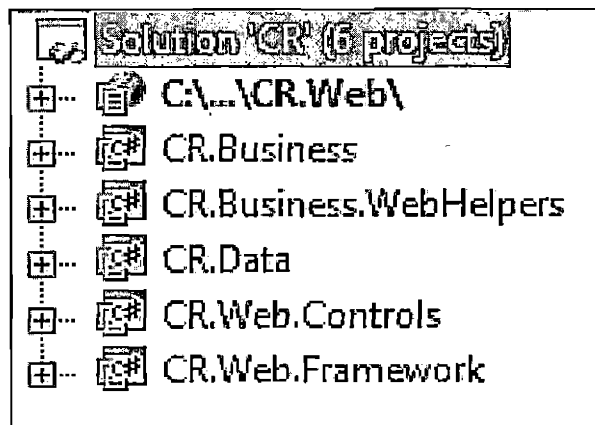 Solution 'CR' (6 projects)
C:\...\CR.Web\
CR.Business
CR.Business.WebHelpers
CR.Data
CR.Web.Controls
CR.Web.Framework